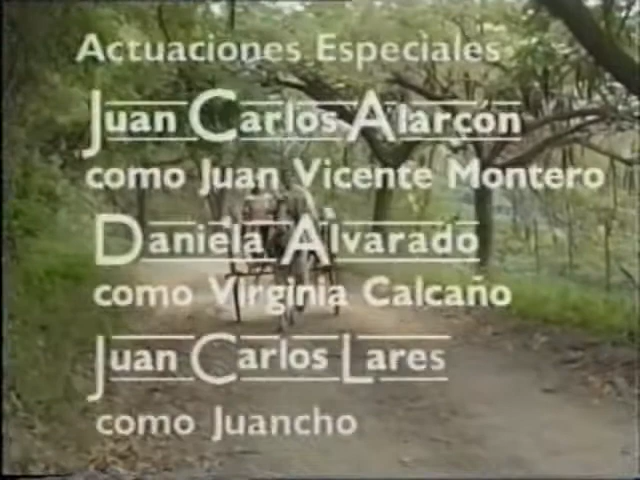 Actuaciones Especiales
Juan Carlos Alarcón
como Juan Vicente Montero
Daniela Alvarado
como Virginia Calcaño
Juan Carlos Lares
como Juancho